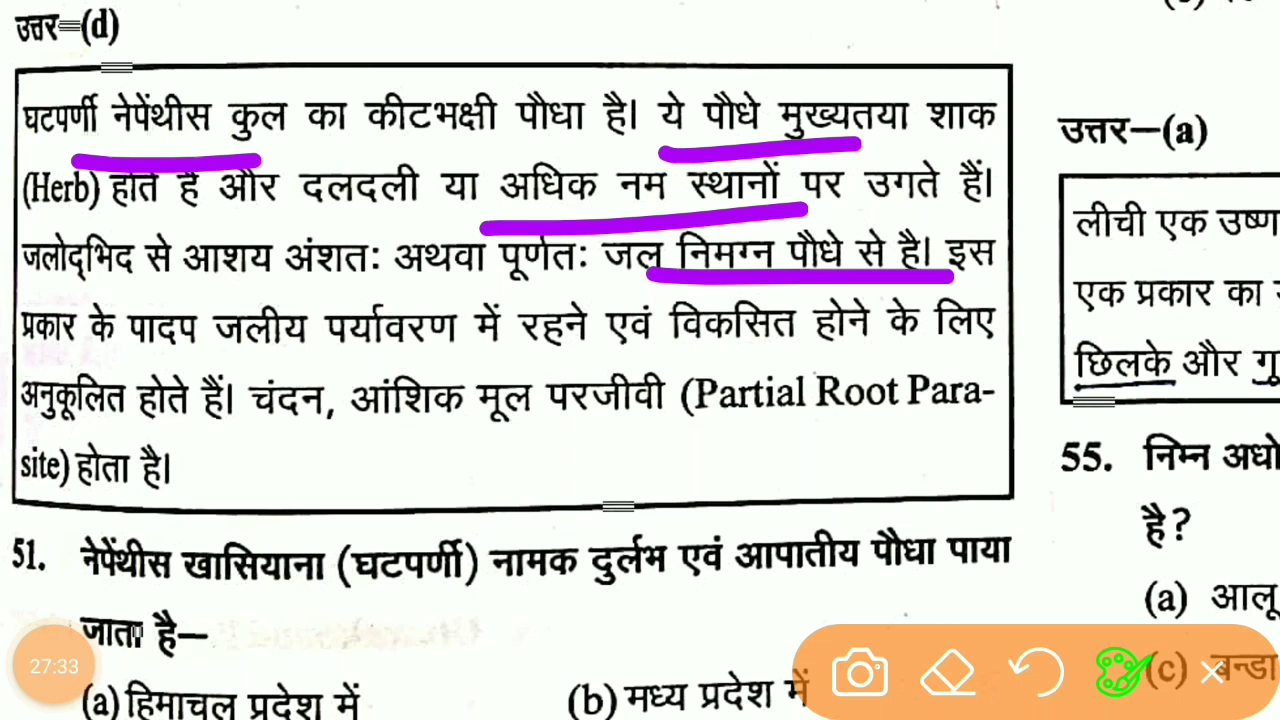 उत्तर–(d)
घटपर्णी नेपेंथीस कुल का कीटभक्षी पौधा है। ये पौधे मुख्यतया शाक
(Herb) होते हैं और दलदली या अधिक नम स्थानों पर उगते हैं।
जलोद्भिद से आशय अंशतः अथवा पूर्णतः जल निमग्न पौधे से है। इस
प्रकार के पादप जलीय पर्यावरण में रहने एवं विकसित होने के लिए
अनुकूलित होते हैं। चंदन, आंशिक मूल परजीवी (Partial Root Para-
site) होता है।
51. नेपेंथीस खासियाना (घटपर्णी) नामक दुर्लभ एवं आपातीय पौधा पाया
जाता है–
(a) हिमाचल प्रदेश में (b) मध्य प्रदेश में
उत्तर–(a)
लीची एक उष्ण
एक प्रकार का
छिलके और गू
55. निम्न अधो
है?
(a) आलू
(c) बन्डा
27:33